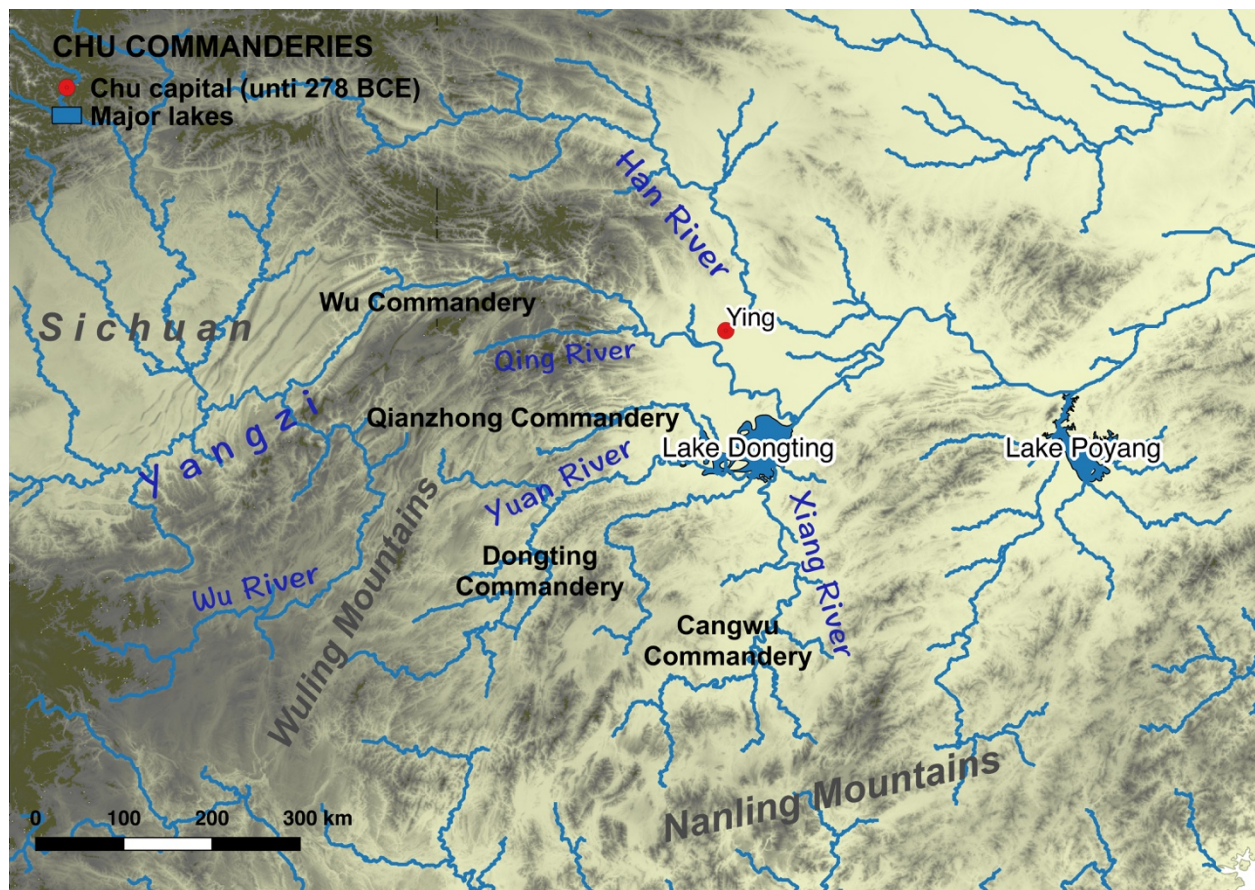 CHU COMMANDERIES
Chu capital (unti 278 BCE)
Major lakes
Han River
Wu Commandery
Ying
Sichuan
Qing River
Yangzi
Qianzhong Commandery
Lake Dongting
Lake Poyang
Yuan River
Xiang River
Wuling Mountains
Dongting
Commandery
Wu River
Cangwu
Commandery
Nanling Mountains
0 100 200 300 km